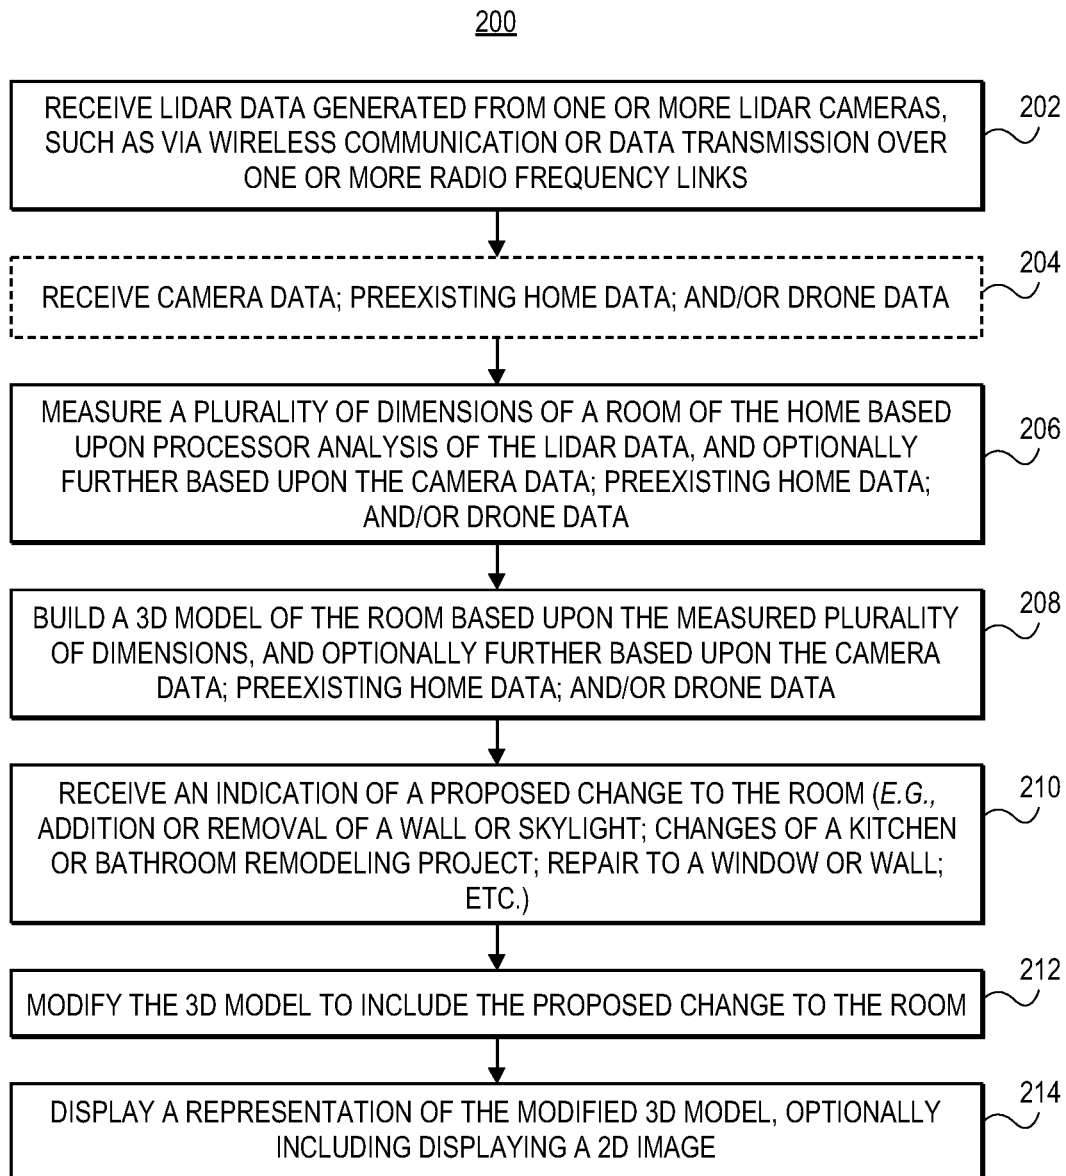 200
RECEIVE LIDAR DATA GENERATED FROM ONE OR MORE LIDAR CAMERAS,
SUCH AS VIA WIRELESS COMMUNICATION OR DATA TRANSMISSION OVER
ONE OR MORE RADIO FREQUENCY LINKS
202
RECEIVE CAMERA DATA; PREEXISTING HOME DATA; AND/OR DRONE DATA
204
MEASURE A PLURALITY OF DIMENSIONS OF A ROOM OF THE HOME BASED
UPON PROCESSOR ANALYSIS OF THE LIDAR DATA, AND OPTIONALLY
FURTHER BASED UPON THE CAMERA DATA; PREEXISTING HOME DATA;
AND/OR DRONE DATA
206
BUILD A 3D MODEL OF THE ROOM BASED UPON THE MEASURED PLURALITY
OF DIMENSIONS, AND OPTIONALLY FURTHER BASED UPON THE CAMERA
DATA; PREEXISTING HOME DATA; AND/OR DRONE DATA
208
RECEIVE AN INDICATION OF A PROPOSED CHANGE TO THE ROOM (E.G.,
ADDITION OR REMOVAL OF A WALL OR SKYLIGHT; CHANGES OF A KITCHEN
OR BATHROOM REMODELING PROJECT; REPAIR TO A WINDOW OR WALL;
ETC.)
210
MODIFY THE 3D MODEL TO INCLUDE THE PROPOSED CHANGE TO THE ROOM
212
DISPLAY A REPRESENTATION OF THE MODIFIED 3D MODEL, OPTIONALLY
INCLUDING DISPLAYING A 2D IMAGE
214